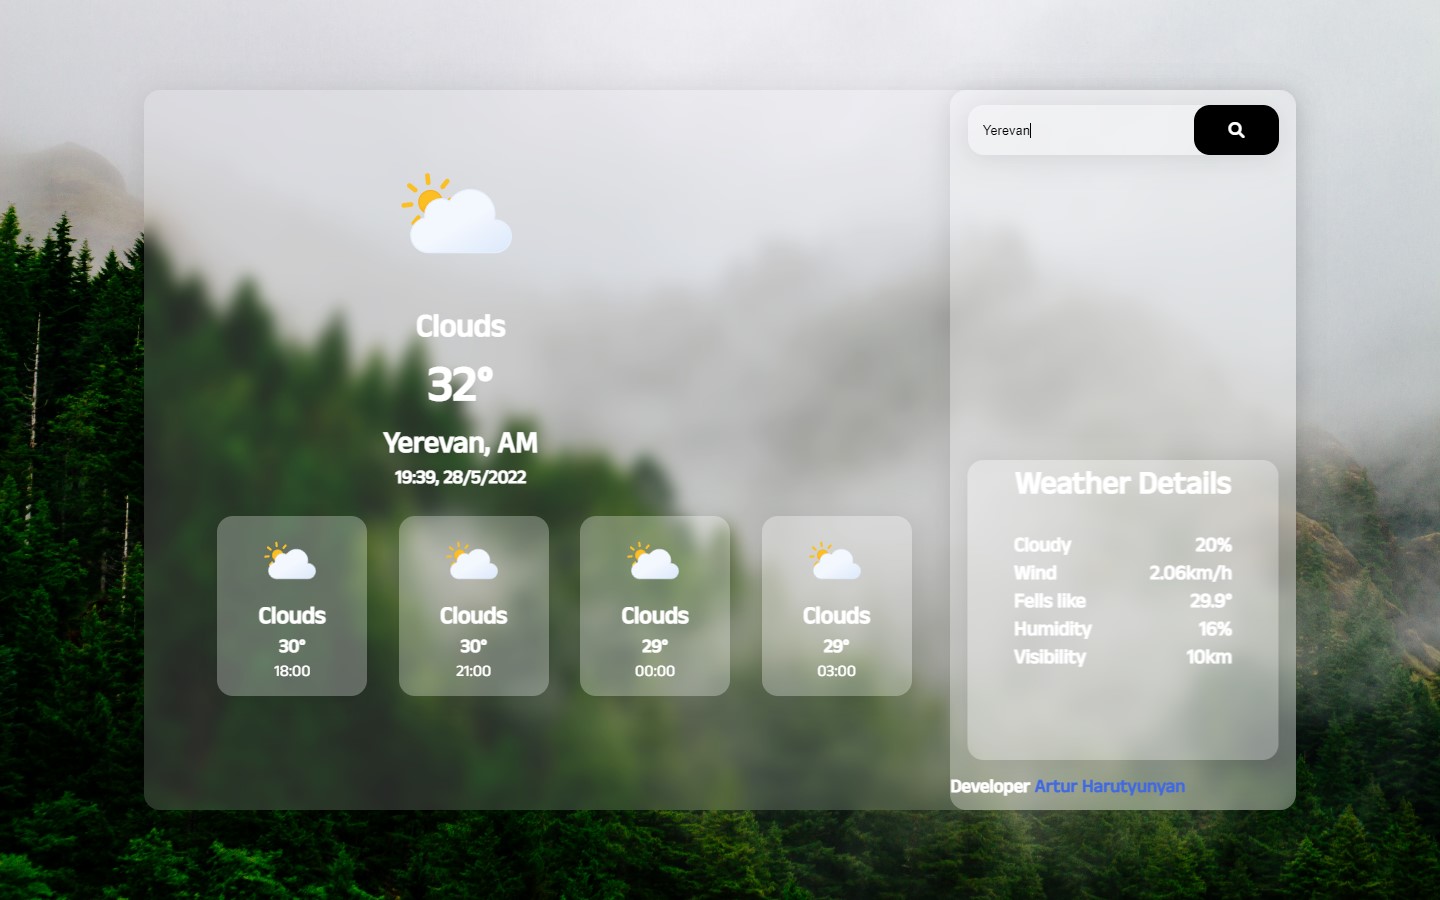 Yerevan
Clouds
32°
Yerevan, AM
19:39, 28/5/2022
Clouds
30°
18:00
Clouds
30°
21:00
Clouds
29°
00:00
Clouds
29°
03:00
Weather Details
Cloudy 20%
Wind 2.06km/h
Fells like 29.9°
Humidity 16%
Visibility 10km
Developer Artur Harutyunyan